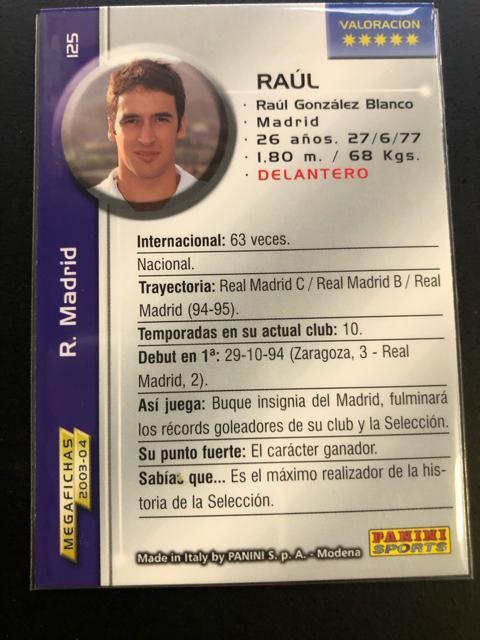 125
VALORACION
RAÚL
· Raúl González Blanco
· Madrid
· 26 años. 27/6/77
· 1,80 m. / 68 Kgs.
· DELANTERO
R. Madrid
MEGAFICHAS
2003-04
Internacional: 63 veces.
Nacional.
Trayectoria: Real Madrid C / Real Madrid B / Real
Madrid (94-95).
Temporadas en su actual club: 10.
Debut en 1ª: 29-10-94 (Zaragoza, 3 - Real
Madrid, 2).
Así juega: Buque insignia del Madrid, fulminará
los récords goleadores de su club y la Selección.
Su punto fuerte: El carácter ganador.
Sabías que... Es el máximo realizador de la his-
toria de la Selección.
Made in Italy by PANINI S. p. A. - Modena
PANINI
SPORTS